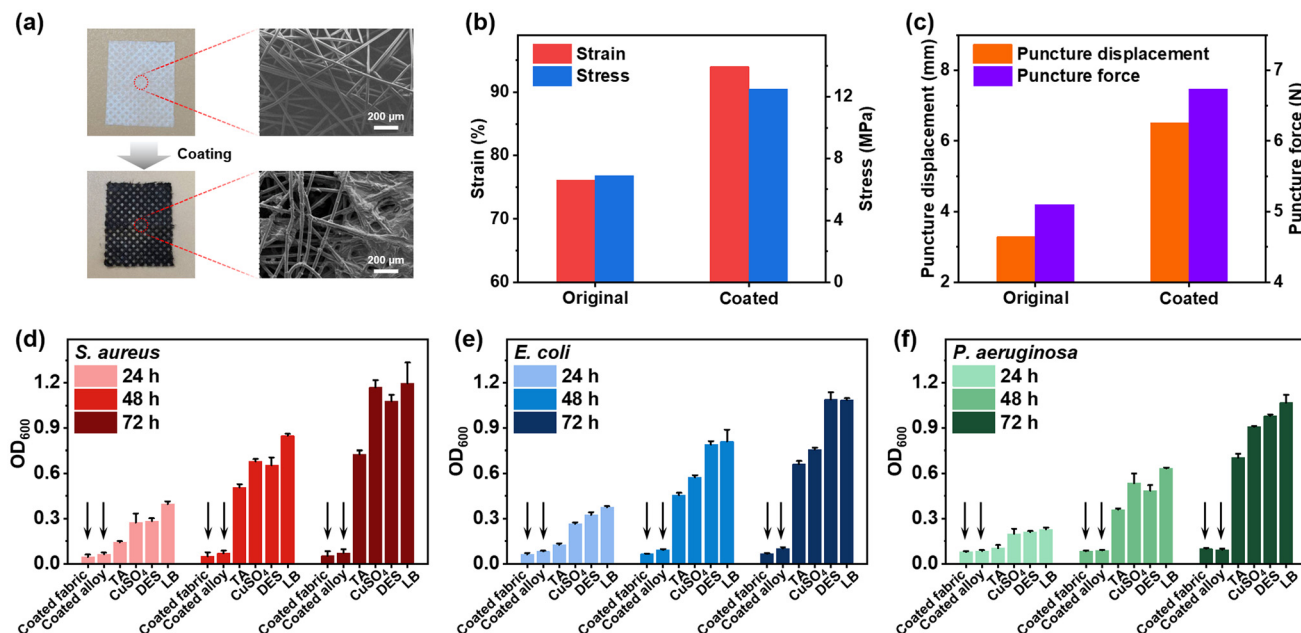 (a)
200 μm
Coating
200 μm
(b)
Strain
Stress
Strain (%)
90
80
70
60
Stress (MPa)
12
8
4
0
Original
Coated
(c)
Puncture displacement
Puncture force
Puncture displacement (mm)
8
6
4
2
Puncture force (N)
7
6
5
4
Original
Coated
(d)
S. aureus
24 h
48 h
72 h
OD600
1.2
0.9
0.6
0.3
0.0
Coated fabric
Coated alloy
TA
CuSO4
DES
LB
Coated fabric
Coated alloy
TA
CuSO4
DES
LB
Coated fabric
Coated alloy
TA
CuSO4
DES
LB
(e)
E. coli
24 h
48 h
72 h
OD600
1.2
0.9
0.6
0.3
0.0
Coated fabric
Coated alloy
TA
CuSO4
DES
LB
Coated fabric
Coated alloy
TA
CuSO4
DES
LB
Coated fabric
Coated alloy
TA
CuSO4
DES
LB
(f)
P. aeruginosa
24 h
48 h
72 h
OD600
1.2
0.9
0.6
0.3
0.0
Coated fabric
Coated alloy
TA
CuSO4
DES
LB
Coated fabric
Coated alloy
TA
CuSO4
DES
LB
Coated fabric
Coated alloy
TA
CuSO4
DES
LB